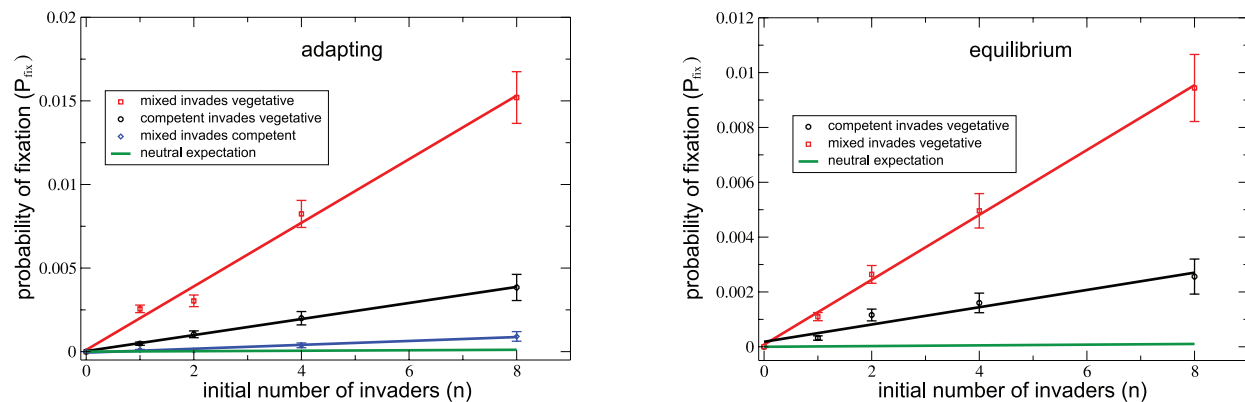 adapting
mixed invades vegetative
competent invades vegetative
mixed invades competent
neutral expectation
probability of fixation (P_fix)
0.02
0.015
0.01
0.005
0
0 2 4 6 8
initial number of invaders (n)
equilibrium
competent invades vegetative
mixed invades vegetative
neutral expectation
probability of fixation (P_fix)
0.012
0.01
0.008
0.006
0.004
0.002
0
0 2 4 6 8
initial number of invaders (n)